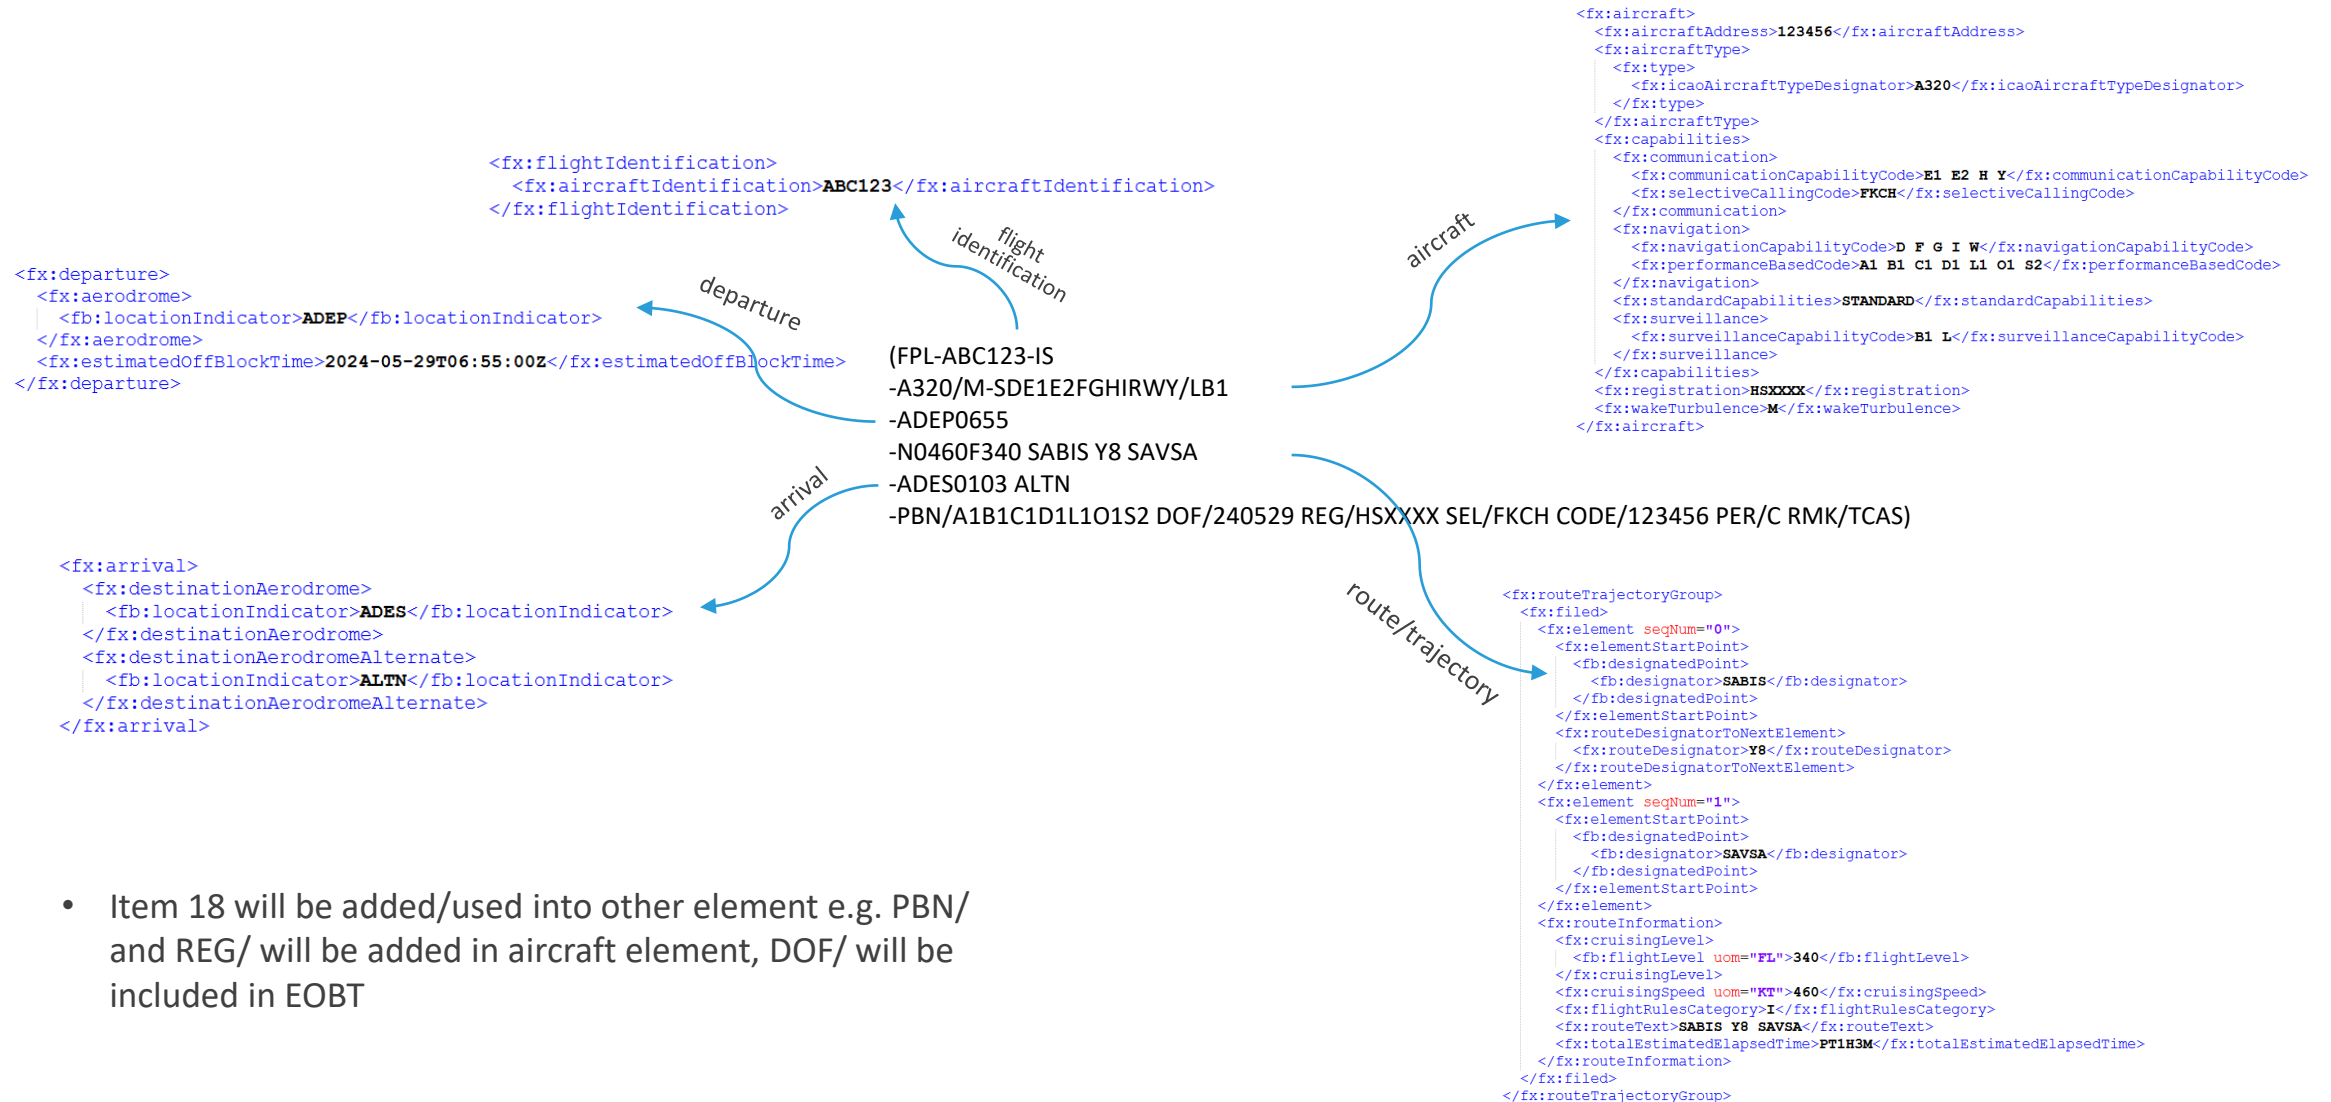 <fx:flightIdentification>
<fx:aircraftIdentification>ABC123</fx:aircraftIdentification>
</fx:flightIdentification>
flight
identification
<fx:departure>
<fx:aerodrome>
<fb:locationIndicator>ADEP</fb:locationIndicator>
</fx:aerodrome>
<fx:estimatedOffBlockTime>2024-05-29T06:55:00Z</fx:estimatedOffBlockTime>
</fx:departure>
departure
(FPL-ABC123-IS
-A320/M-SDE1E2FGHIRWY/LB1
-ADEP0655
-N0460F340 SABIS Y8 SAVSA
-ADES0103 ALTN
-PBN/A1B1C1D1L1O1S2 DOF/240529 REG/HSXXXX SEL/FKCH CODE/123456 PER/C RMK/TCAS)
arrival
<fx:arrival>
<fx:destinationAerodrome>
<fb:locationIndicator>ADES</fb:locationIndicator>
</fx:destinationAerodrome>
<fx:destinationAerodromeAlternate>
<fb:locationIndicator>ALTN</fb:locationIndicator>
</fx:destinationAerodromeAlternate>
</fx:arrival>
aircraft
<fx:aircraft>
<fx:aircraftAddress>123456</fx:aircraftAddress>
<fx:aircraftType>
<fx:type>
<fx:icaoAircraftTypeDesignator>A320</fx:icaoAircraftTypeDesignator>
</fx:type>
</fx:aircraftType>
<fx:capabilities>
<fx:communication>
<fx:communicationCapabilityCode>E1 E2 H Y</fx:communicationCapabilityCode>
<fx:selectiveCallingCode>FKCH</fx:selectiveCallingCode>
</fx:communication>
<fx:navigation>
<fx:navigationCapabilityCode>D F G I W</fx:navigationCapabilityCode>
<fx:performanceBasedCode>A1 B1 C1 D1 L1 O1 S2</fx:performanceBasedCode>
</fx:navigation>
<fx:standardCapabilities>STANDARD</fx:standardCapabilities>
<fx:surveillance>
<fx:surveillanceCapabilityCode>B1 L</fx:surveillanceCapabilityCode>
</fx:surveillance>
</fx:capabilities>
<fx:registration>HSXXXX</fx:registration>
<fx:wakeTurbulence>M</fx:wakeTurbulence>
</fx:aircraft>
route/trajectory
<fx:routeTrajectoryGroup>
<fx:filed>
<fx:element seqNum="0">
<fx:elementStartPoint>
<fb:designatedPoint>
<fb:designator>SABIS</fb:designator>
</fb:designatedPoint>
</fx:elementStartPoint>
<fx:routeDesignatorToNextElement>
<fx:routeDesignator>Y8</fx:routeDesignator>
</fx:routeDesignatorToNextElement>
</fx:element>
<fx:element seqNum="1">
<fx:elementStartPoint>
<fb:designatedPoint>
<fb:designator>SAVSA</fb:designator>
</fb:designatedPoint>
</fx:elementStartPoint>
</fx:element>
<fx:routeInformation>
<fx:cruisingLevel>
<fb:flightLevel uom="FL">340</fb:flightLevel>
</fx:cruisingLevel>
<fx:cruisingSpeed uom="KT">460</fx:cruisingSpeed>
<fx:flightRulesCategory>I</fx:flightRulesCategory>
<fx:routeText>SABIS Y8 SAVSA</fx:routeText>
<fx:totalEstimatedElapsedTime>PT1H3M</fx:totalEstimatedElapsedTime>
</fx:routeInformation>
</fx:filed>
</fx:routeTrajectoryGroup>
• Item 18 will be added/used into other element e.g. PBN/
and REG/ will be added in aircraft element, DOF/ will be
included in EOBT